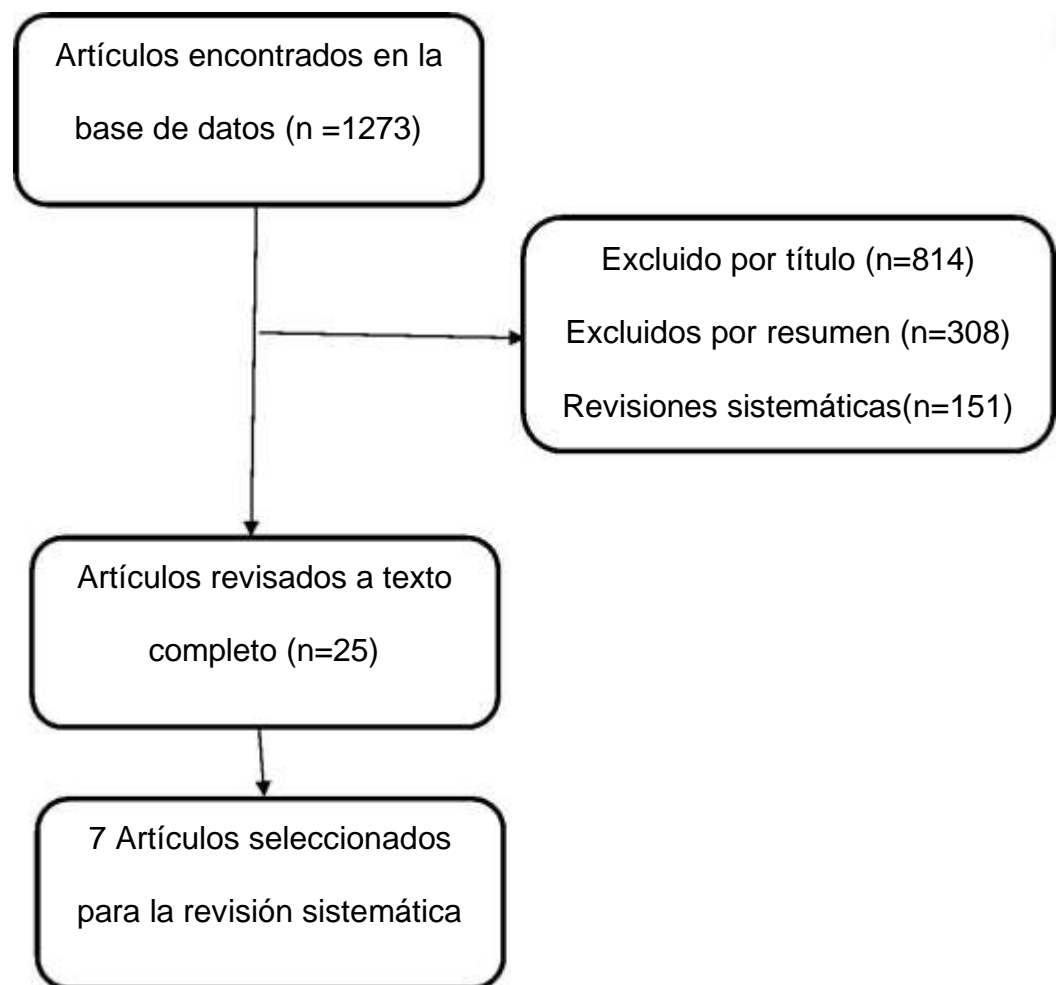 Artículos encontrados en la
base de datos (n =1273)
Excluido por título (n=814)
Excluidos por resumen (n=308)
Revisiones sistemáticas(n=151)
Artículos revisados a texto
completo (n=25)
7 Artículos seleccionados
para la revisión sistemática